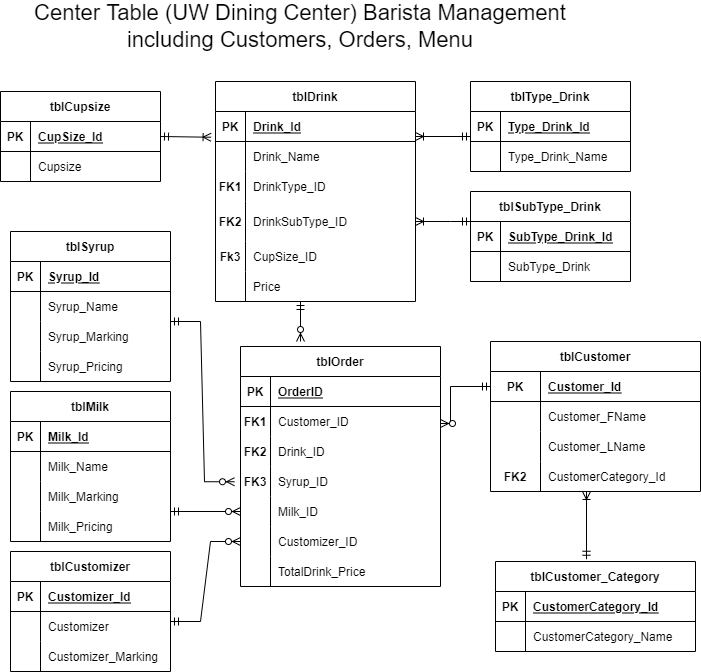 Center Table (UW Dining Center) Barista Management
including Customers, Orders, Menu
tblCupsize
PK CupSize_Id
Cupsize
tblDrink
PK Drink_Id
Drink_Name
FK1 DrinkType_ID
FK2 DrinkSubType_ID
Fk3 CupSize_ID
Price
tblType_Drink
PK Type_Drink_Id
Type_Drink_Name
tblSubType_Drink
PK SubType_Drink_Id
SubType_Drink
tblSyrup
PK Syrup_Id
Syrup_Name
Syrup_Marking
Syrup_Pricing
tblMilk
PK Milk_Id
Milk_Name
Milk_Marking
Milk_Pricing
tblCustomizer
PK Customizer_Id
Customizer
Customizer_Marking
tblOrder
PK OrderID
FK1 Customer_ID
FK2 Drink_ID
FK3 Syrup_ID
Milk_ID
Customizer_ID
TotalDrink_Price
tblCustomer
PK Customer_Id
Customer_FName
Customer_LName
FK2 CustomerCategory_Id
tblCustomer_Category
PK CustomerCategory_Id
CustomerCategory_Name